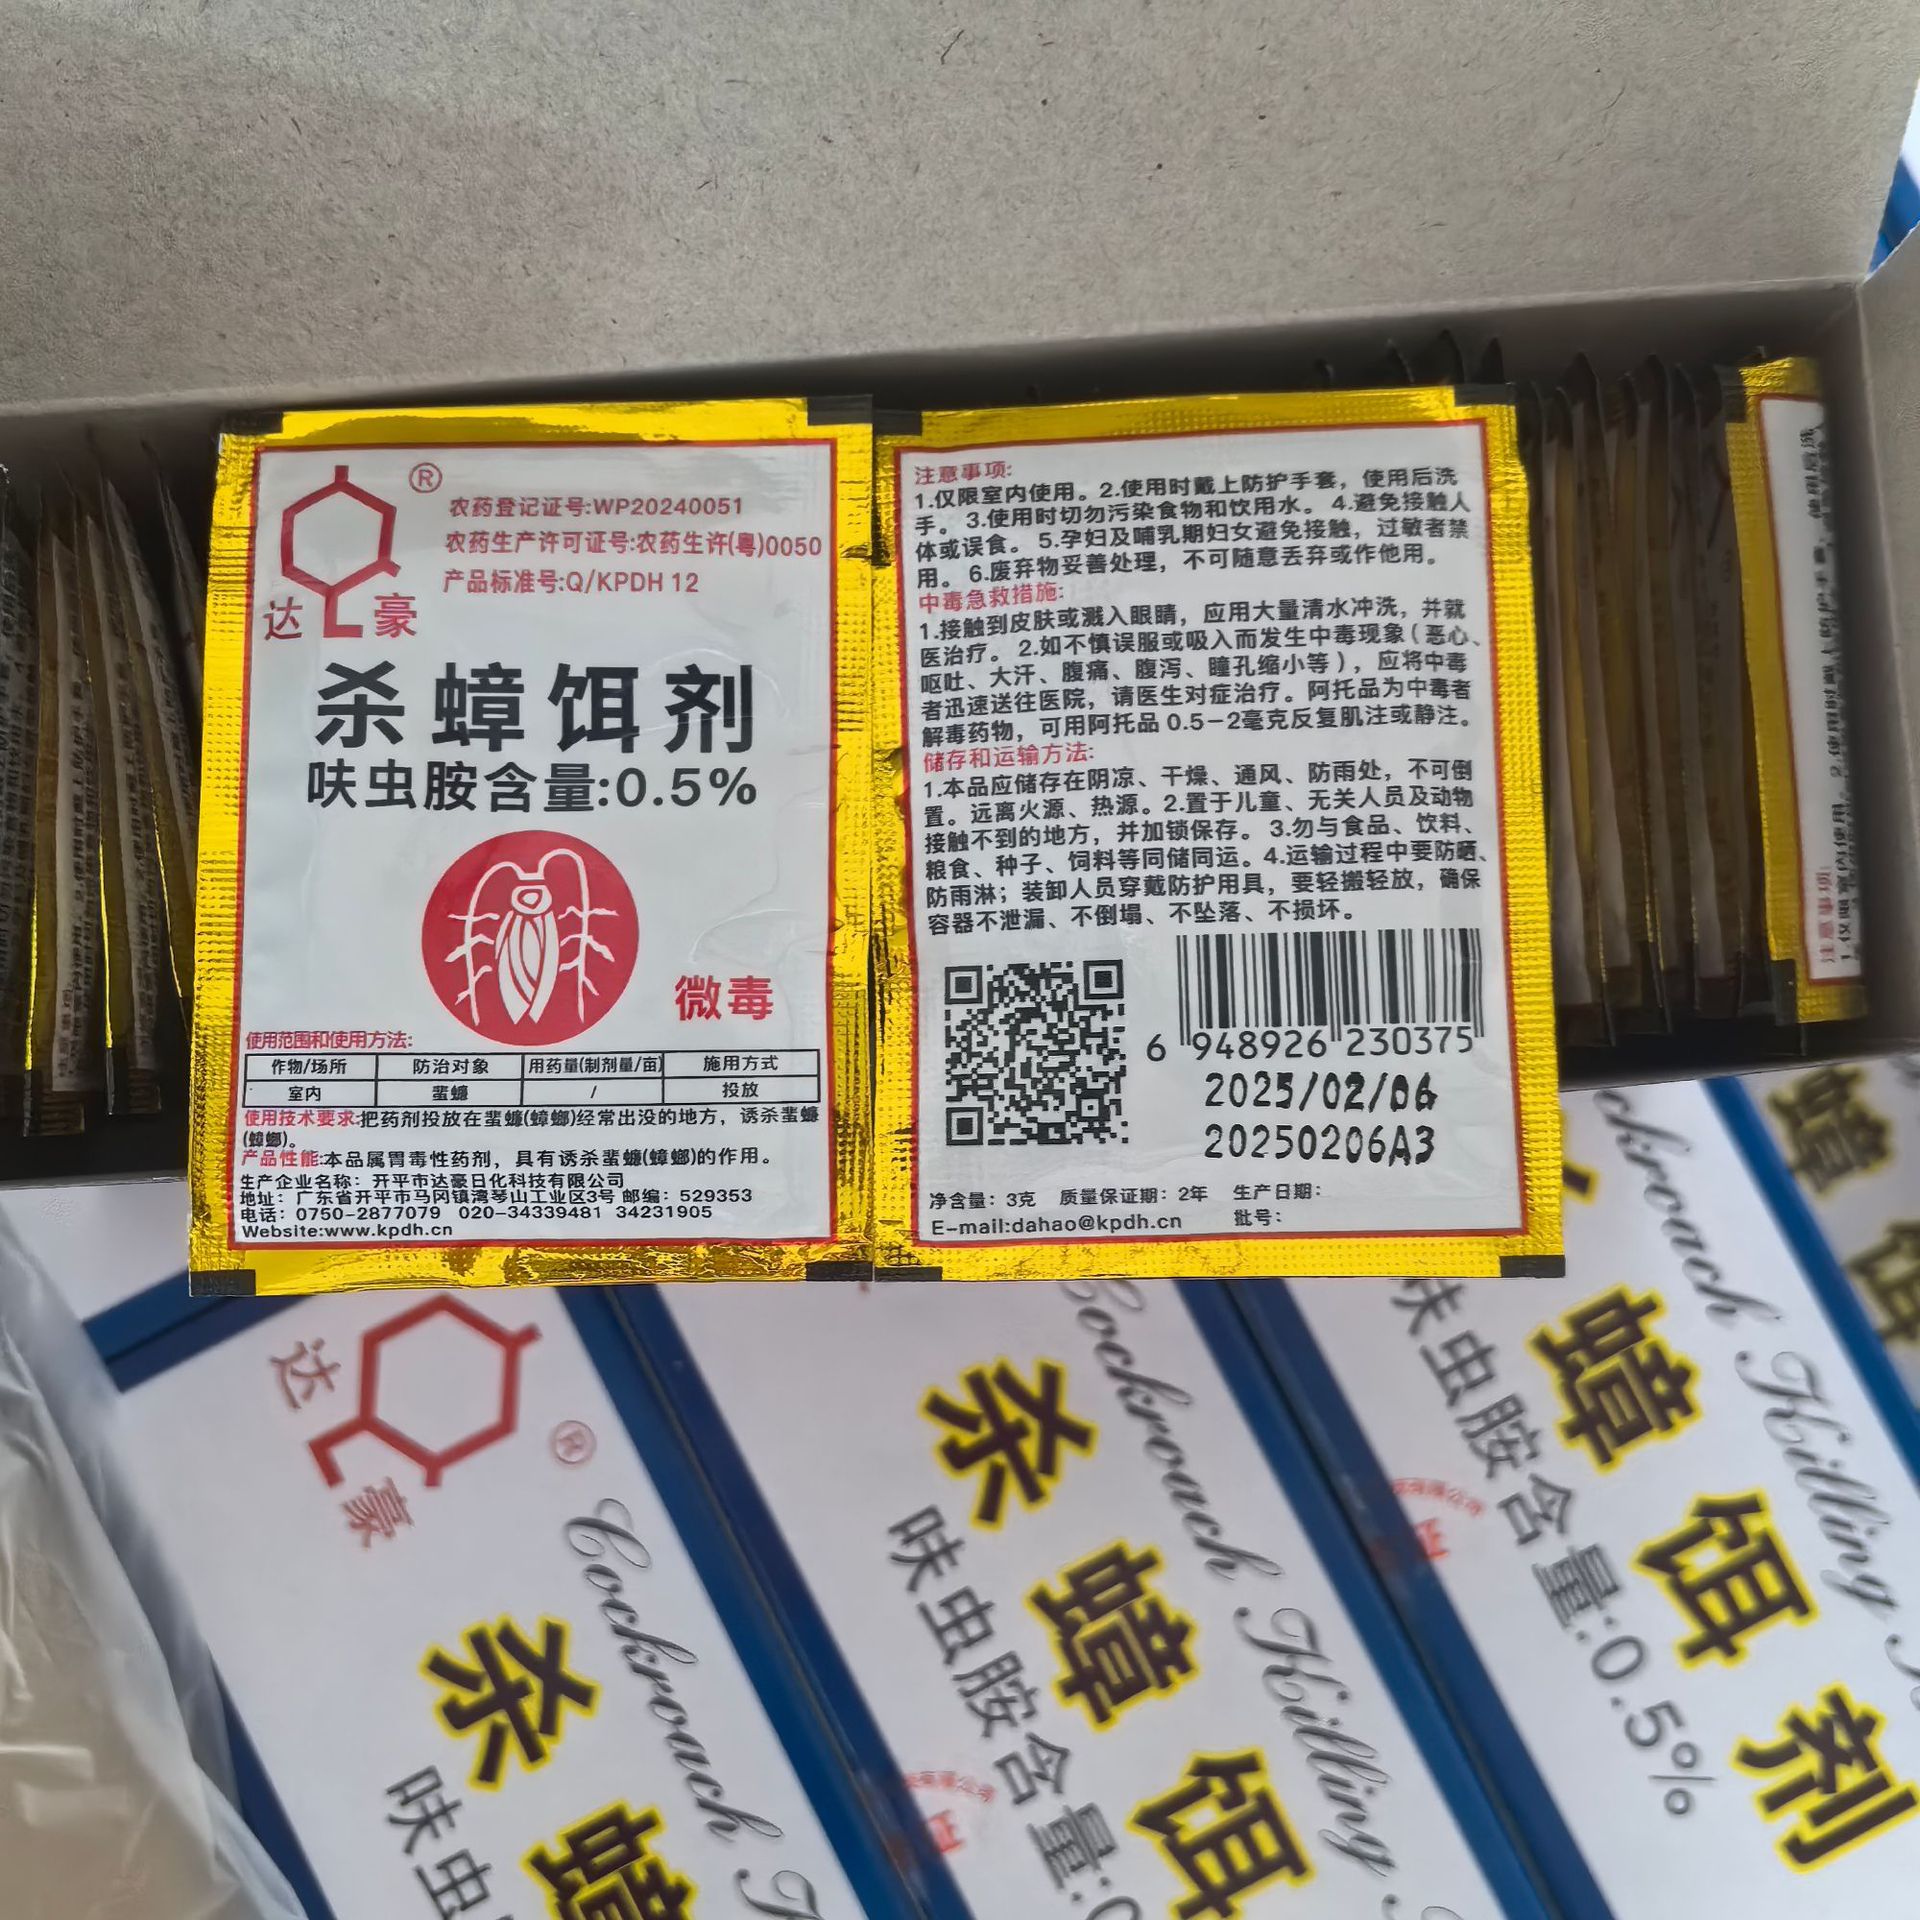 ®
农药登记证号:WP20240051
农药生产许可证号:农药生许(粤)0050
产品标准号:Q/KPDH 12
达 豪
杀蟑饵剂
呋虫胺含量:0.5%
微毒
使用范围和使用方法:
作物/场所 防治对象 用药量(制剂量/亩) 施用方式
室内 蜚蠊 / 投放
使用技术要求:把药剂投放在蜚蠊(蟑螂)经常出没的地方，诱杀蜚蠊
(蟑螂)。
产品性能:本品属胃毒性药剂，具有诱杀蜚蠊(蟑螂)的作用。
生产企业名称：开平市达豪日化科技有限公司
地址：广东省开平市马冈镇湾琴山工业区3号 邮编：529353
电话：0750-2877079 020-34339481 34231905
Website:www.kpdh.cn
注意事项:
1.仅限室内使用。2.使用时戴上防护手套，使用后洗
手。3.使用时切勿污染食物和饮用水。4.避免接触人
体或误食。5.孕妇及哺乳期妇女避免接触，过敏者禁
用。6.废弃物妥善处理，不可随意丢弃或作他用。
中毒急救措施:
1.接触到皮肤或溅入眼睛，应用大量清水冲洗，并就
医治疗。2.如不慎误服或吸入而发生中毒现象（恶心、
呕吐、大汗、腹痛、腹泻、瞳孔缩小等），应将中毒
者迅速送往医院，请医生对症治疗。阿托品为中毒者
解毒药物，可用阿托品0.5-2毫克反复肌注或静注。
储存和运输方法:
1.本品应储存在阴凉、干燥、通风、防雨处，不可倒
置。远离火源、热源。2.置于儿童、无关人员及动物
接触不到的地方，并加锁保存。3.勿与食品、饮料、
粮食、种子、饲料等同储同运。4.运输过程中要防晒、
防雨淋；装卸人员穿戴防护用具，要轻搬轻放，确保
容器不泄漏、不倒塌、不坠落、不损坏。
6 948926 230375
2025/02/06
20250206A3
净含量：3克 质量保证期：2年 生产日期：
E-mail:dahao@kpdh.cn 批号：
注意事项:
达 豪
®
Cockroach
杀蟑
呋虫
Cockroach Killing
杀蟑饵
呋虫胺含量:0
ckroach Killing
蟑饵剂
呋虫胺含量:0.5%
蟑饵